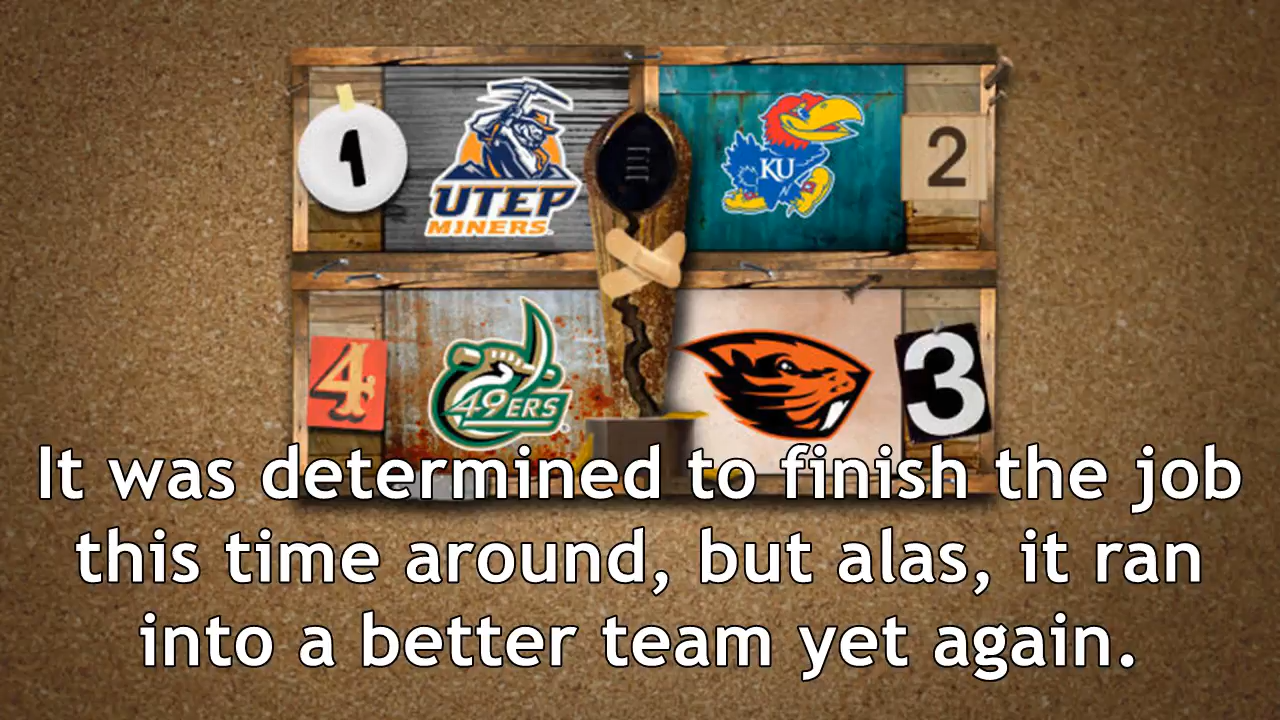 1
UTEP
MINERS
KU
2
4
49ERS
3
It was determined to finish the job
this time around, but alas, it ran
into a better team yet again.